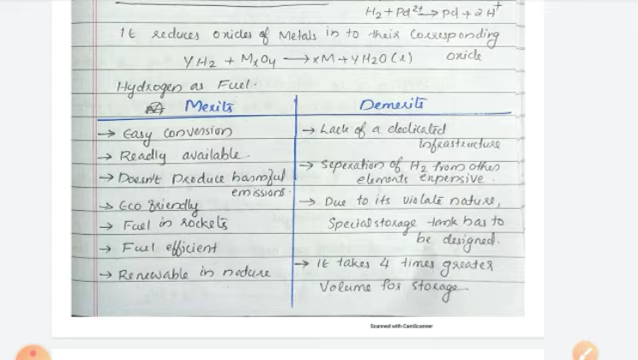 H2 + Pd2+ → Pd + 2H+
It reduces oxides of Metals in to their corresponding
oxide
yH2 + MxOy → xM + yH2O(l)
Hydrogen as Fuel.
Merits
→ Easy conversion
→ Readily available.
→ Doesn't produce harmful
emissions.
→ Eco friendly
→ Fuel in rockets
→ Fuel efficient
→ Renewable in nature
Demerits
→ Lack of a dedicated
infrastructure
→ Seperation of H2 from other
elements expensive.
→ Due to its violate nature,
Special storage tank has to
be designed.
→ It takes 4 times greater
Volume for storage.
Scanned with CamScanner